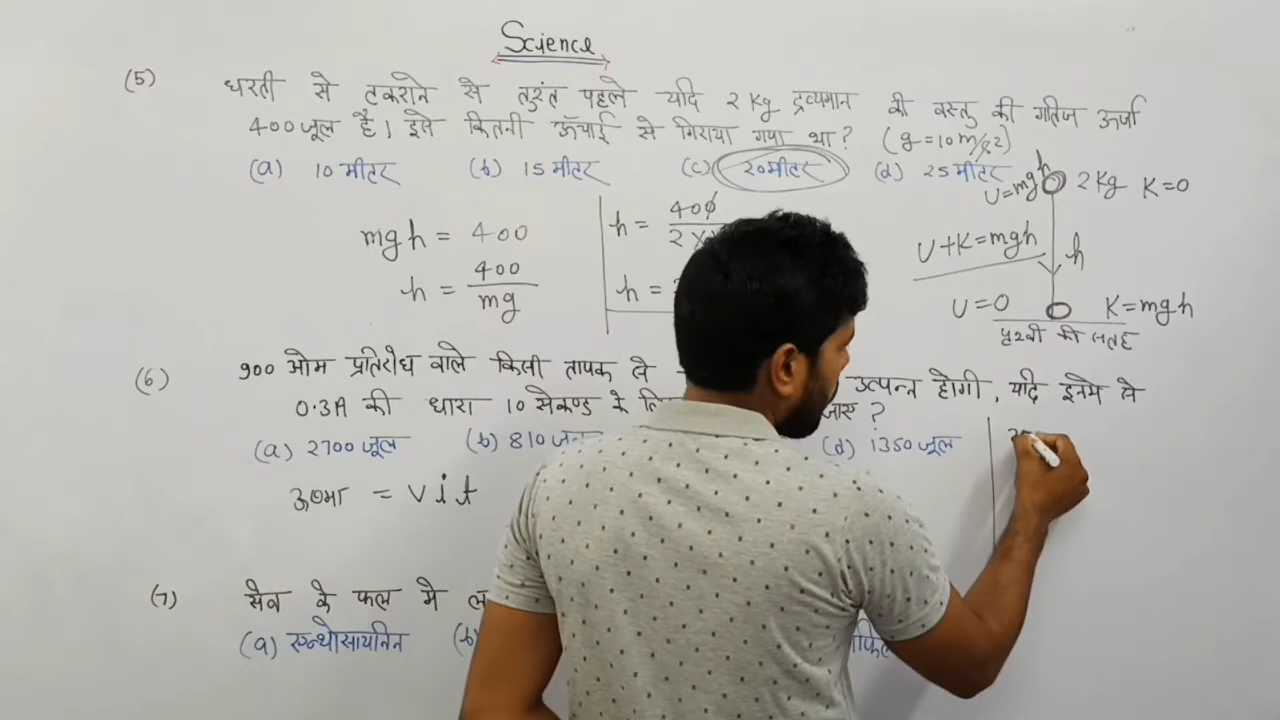 Science
(5) धरती से टकराने से तुरंत पहले यदि 2 Kg द्रव्यमान की वस्तु की गतिज ऊर्जा
400 जूल है। इसे कितनी ऊँचाई से गिराया गया था? (g=10 m/s2)
(a) 10 मीटर (b) 15 मीटर (c) 20 मीटर (d) 25 मीटर
mgh = 400
h = 400/mg
h = 400/2×
h =
U=mgh 2 Kg K=0
U+K=mgh h
U=0 K=mgh
पृथ्वी की सतह
(6) 900 ओम प्रतिरोध वाले किसी तापक से उत्पन्न होगी, यदि इनमे से
0.3A की धारा 10 सेकण्ड के जाए ?
(a) 2700 जूल (b) 810 जूल (d) 1350 जूल
ऊष्मा = v i t
(7) सेव के फल मे
(a) एन्थोसायनिन (b)